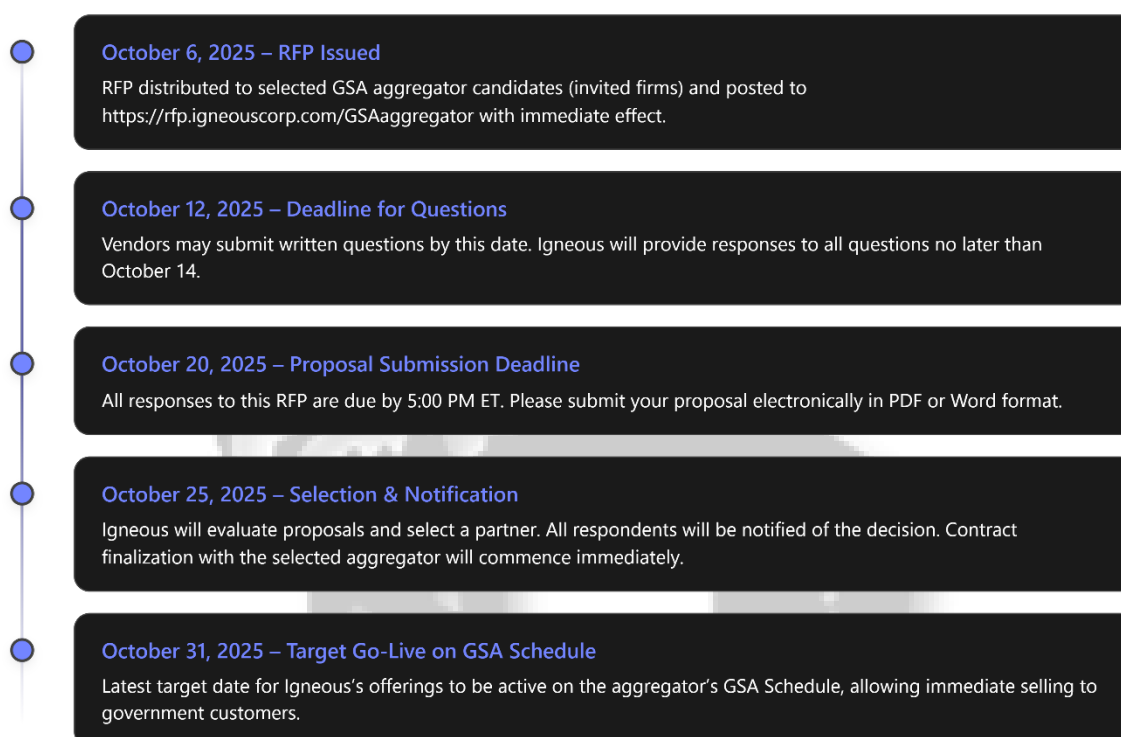 October 6, 2025 – RFP Issued
RFP distributed to selected GSA aggregator candidates (invited firms) and posted to
https://rfp.igneouscorp.com/GSAaggregator with immediate effect.
October 12, 2025 – Deadline for Questions
Vendors may submit written questions by this date. Igneous will provide responses to all questions no later than
October 14.
October 20, 2025 – Proposal Submission Deadline
All responses to this RFP are due by 5:00 PM ET. Please submit your proposal electronically in PDF or Word format.
October 25, 2025 – Selection & Notification
Igneous will evaluate proposals and select a partner. All respondents will be notified of the decision. Contract
finalization with the selected aggregator will commence immediately.
October 31, 2025 – Target Go-Live on GSA Schedule
Latest target date for Igneous’s offerings to be active on the aggregator’s GSA Schedule, allowing immediate selling to
government customers.